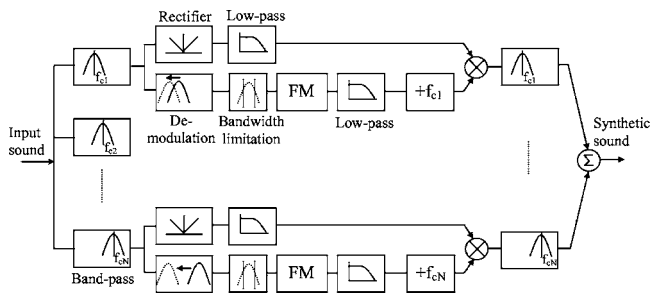 Rectifier
Low-pass
fc1
FM
+fc1
fc1
De-
modulation
Bandwidth
limitation
Low-pass
Input
sound
fc2
Synthetic
sound
Σ
fcN
FM
+fcN
fcN
Band-pass